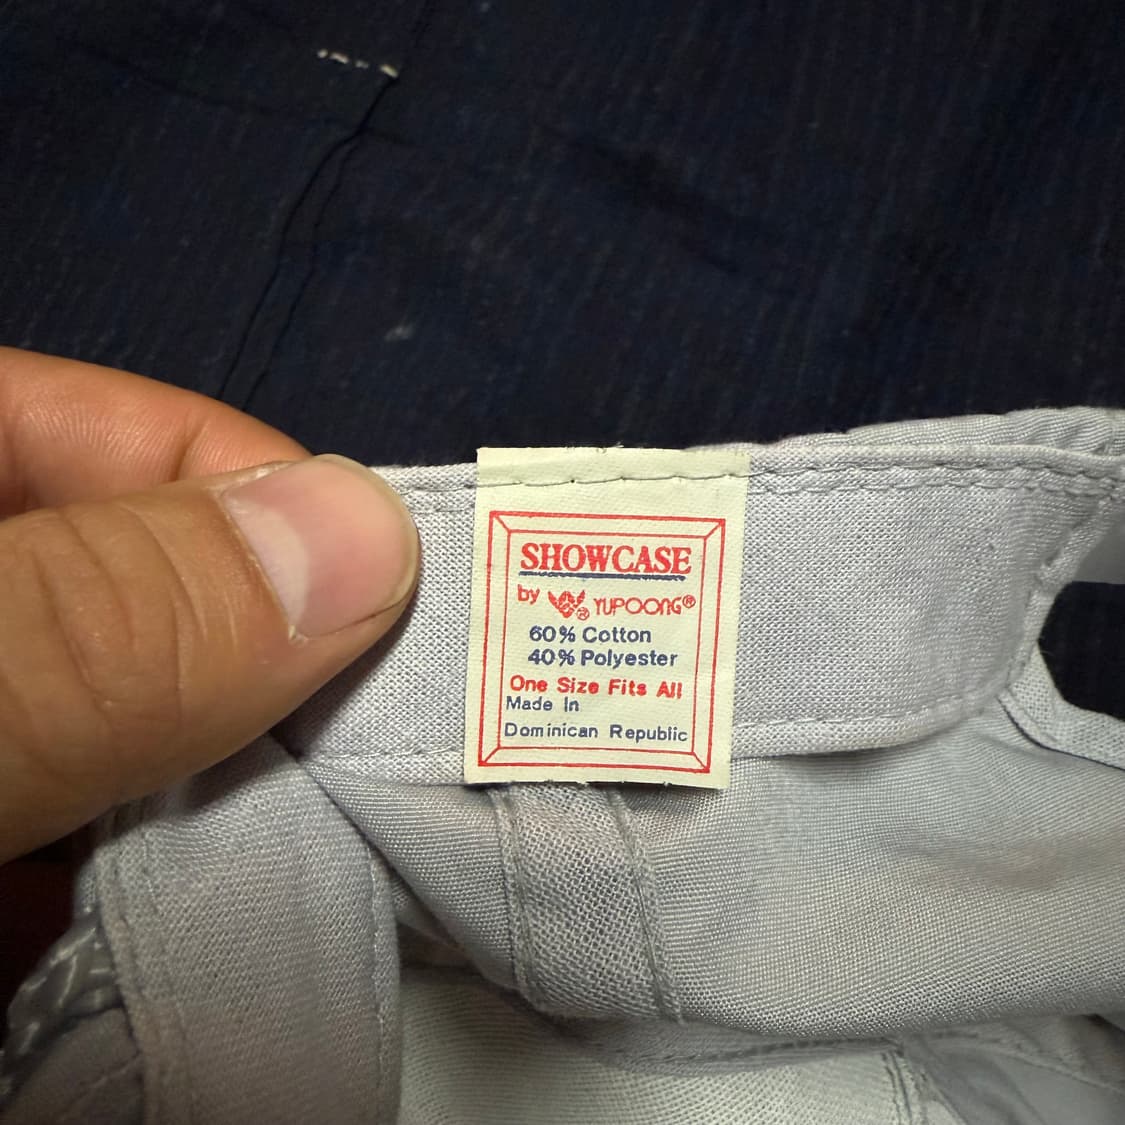 SHOWCASE
by YUPOONG®
60% Cotton
40% Polyester
One Size Fits All
Made In
Dominican Republic